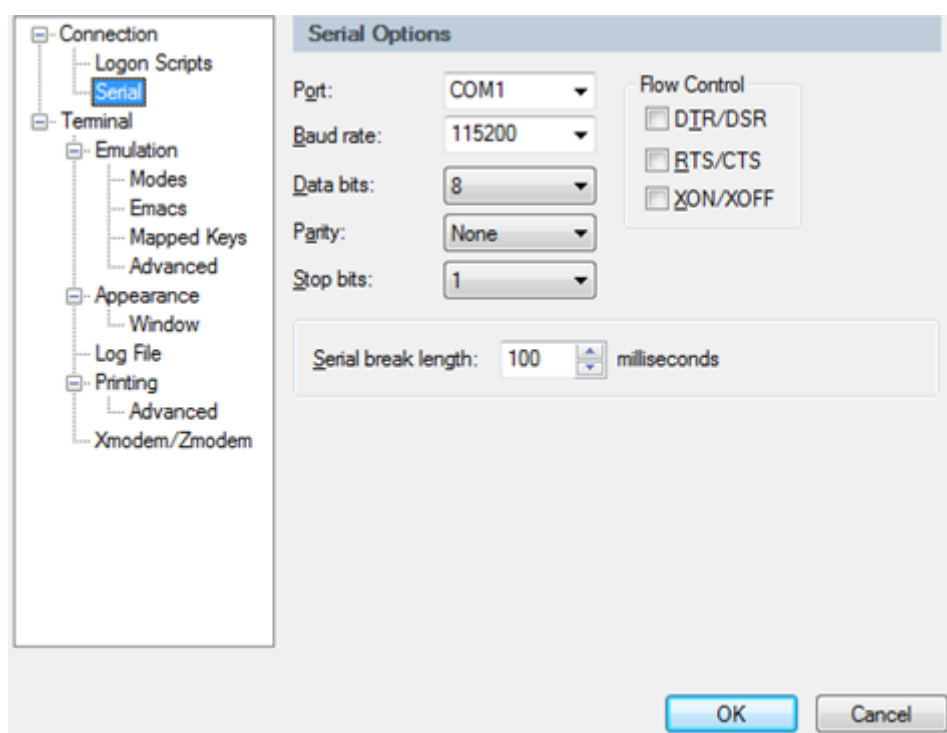 Connection
Logon Scripts
Serial
Terminal
Emulation
Modes
Emacs
Mapped Keys
Advanced
Appearance
Window
Log File
Printing
Advanced
Xmodem/Zmodem
Serial Options
Port: COM1
Baud rate: 115200
Data bits: 8
Parity: None
Stop bits: 1
Flow Control
DTR/DSR
RTS/CTS
XON/XOFF
Serial break length: 100 milliseconds
OK Cancel